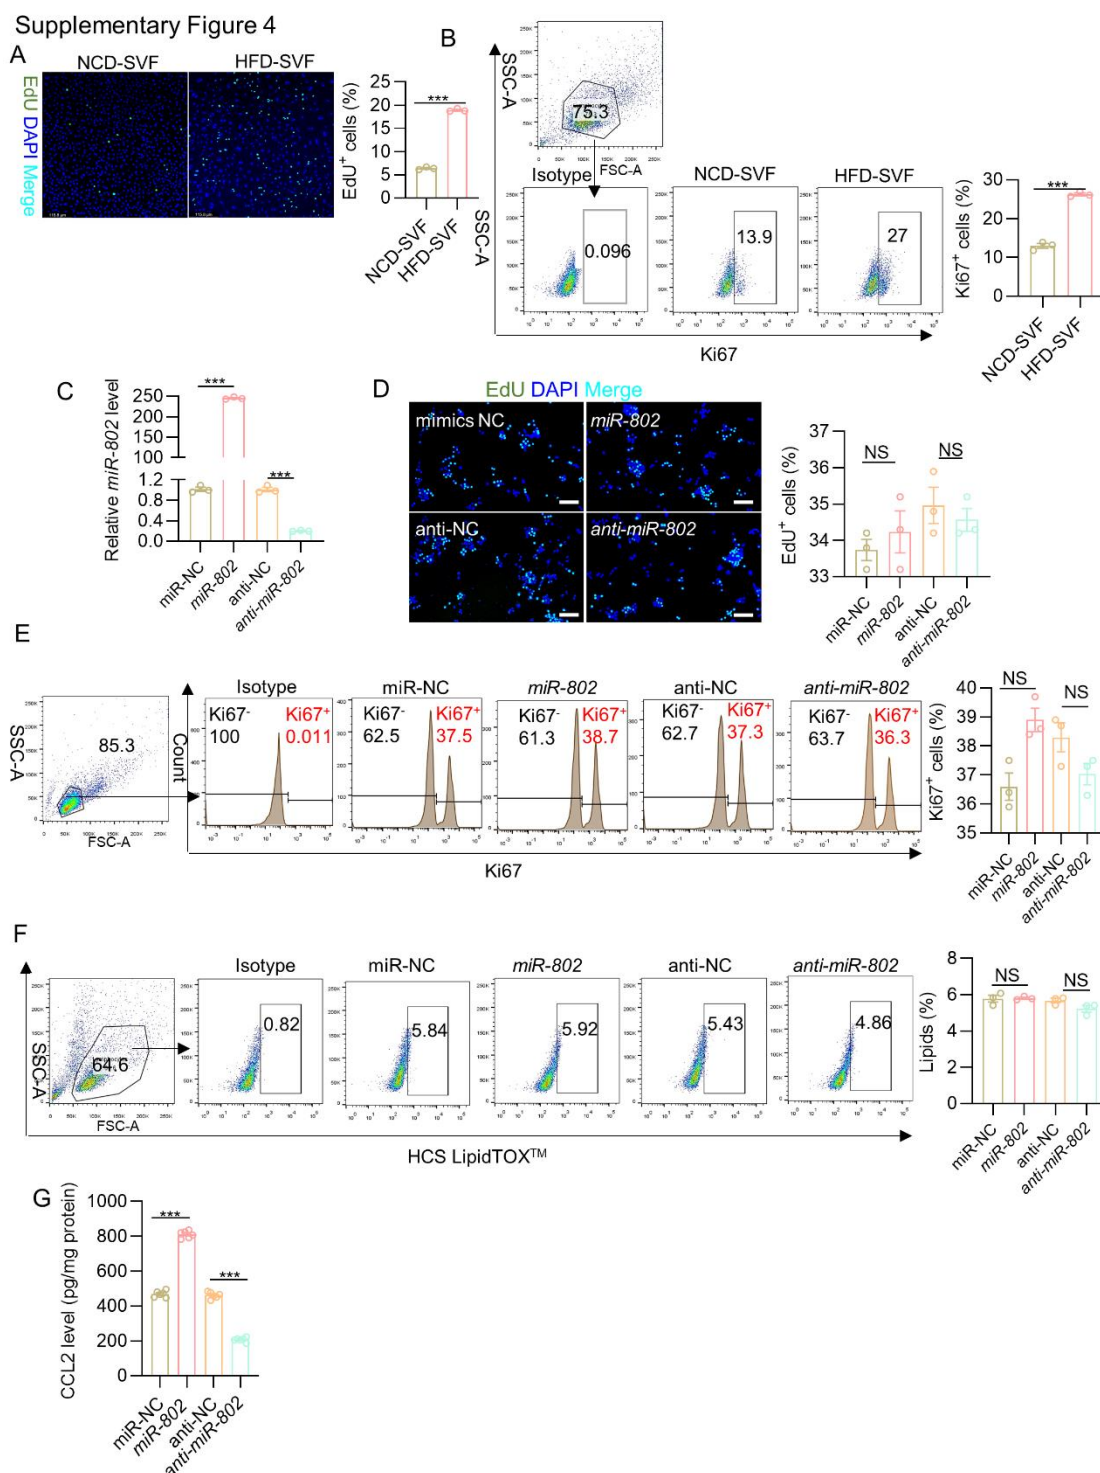 Supplementary Figure 4
A
NCD-SVF
HFD-SVF
EdU DAPI Merge
EdU⁺ cells (%)
25
20
15
10
5
0
***
NCD-SVF
HFD-SVF
B
SSC-A
75.3
FSC-A
Isotype
NCD-SVF
HFD-SVF
SSC-A
0.096
13.9
27
Ki67
Ki67⁺ cells (%)
30
20
10
0
***
NCD-SVF
HFD-SVF
C
Relative miR-802 level
250
200
150
100
1.2
0.8
0.4
0.0
***
***
miR-NC
miR-802
anti-NC
anti-miR-802
D
EdU DAPI Merge
mimics NC
miR-802
anti-NC
anti-miR-802
EdU⁺ cells (%)
37
36
35
34
33
NS
NS
miR-NC
miR-802
anti-NC
anti-miR-802
E
SSC-A
85.3
FSC-A
Count
Isotype
miR-NC
miR-802
anti-NC
anti-miR-802
Ki67⁻
100
Ki67⁺
0.011
Ki67⁻
62.5
Ki67⁺
37.5
Ki67⁻
61.3
Ki67⁺
38.7
Ki67⁻
62.7
Ki67⁺
37.3
Ki67⁻
63.7
Ki67⁺
36.3
Ki67
Ki67⁺ cells (%)
40
39
38
37
36
35
NS
NS
miR-NC
miR-802
anti-NC
anti-miR-802
F
SSC-A
64.6
FSC-A
Isotype
miR-NC
miR-802
anti-NC
anti-miR-802
0.82
5.84
5.92
5.43
4.86
HCS LipidTOX™
Lipids (%)
8
6
4
2
0
NS
NS
miR-NC
miR-802
anti-NC
anti-miR-802
G
CCL2 level (pg/mg protein)
1000
800
600
400
200
0
***
***
miR-NC
miR-802
anti-NC
anti-miR-802